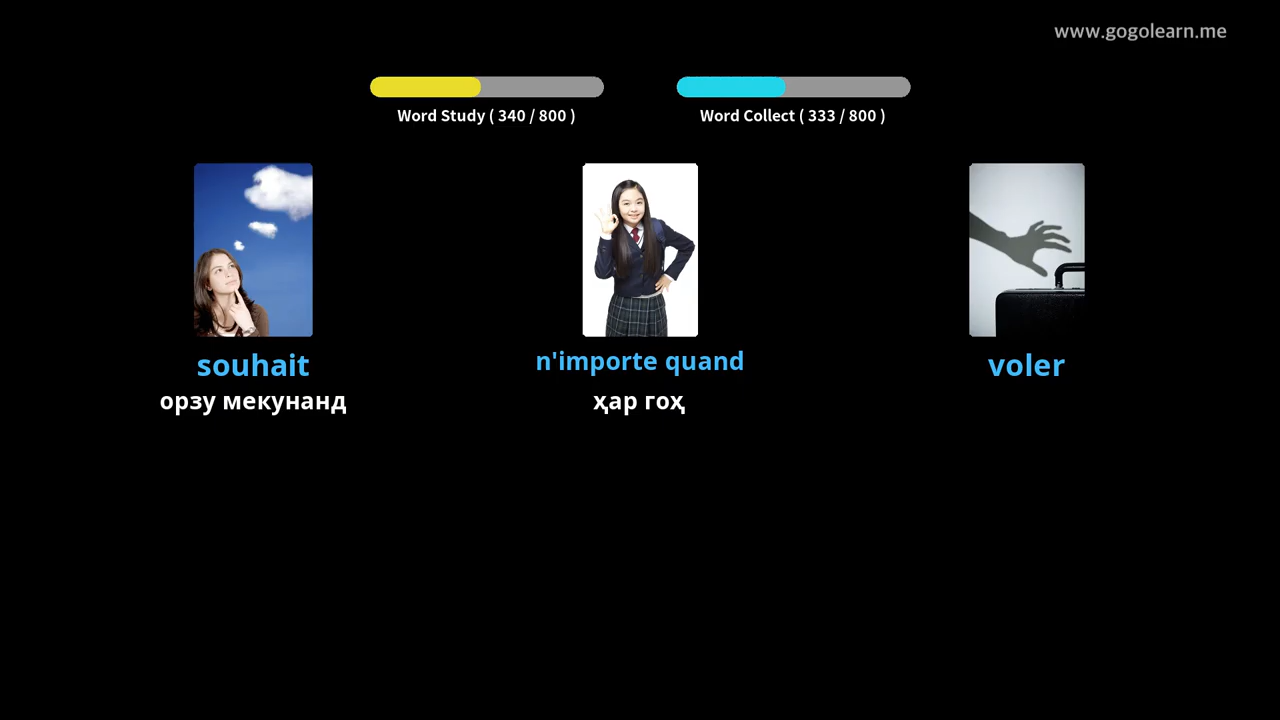 www.gogolearn.me
Word Study ( 340 / 800 )
Word Collect ( 333 / 800 )
souhait
орзу мекунанд
n'importe quand
ҳар гоҳ
voler